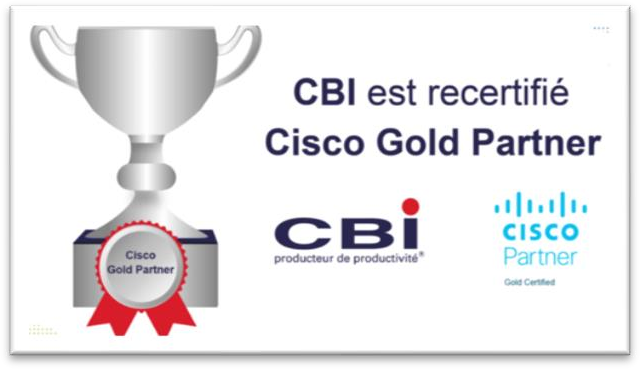 CBI est recertifié
Cisco Gold Partner
CBi
producteur de productivité®
CISCO
Partner
Gold Certified
Cisco
Gold Partner